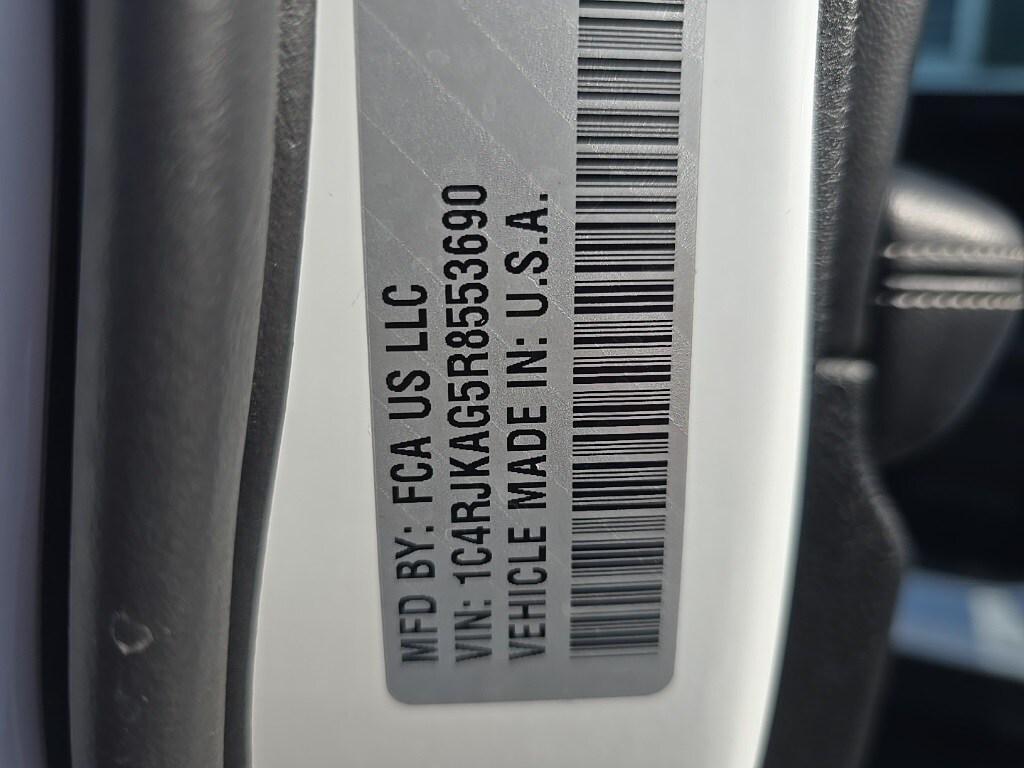 MFD BY: FCA US LLC
VIN: 1C4RJKAG5R8553690
VEHICLE MADE IN: U.S.A.